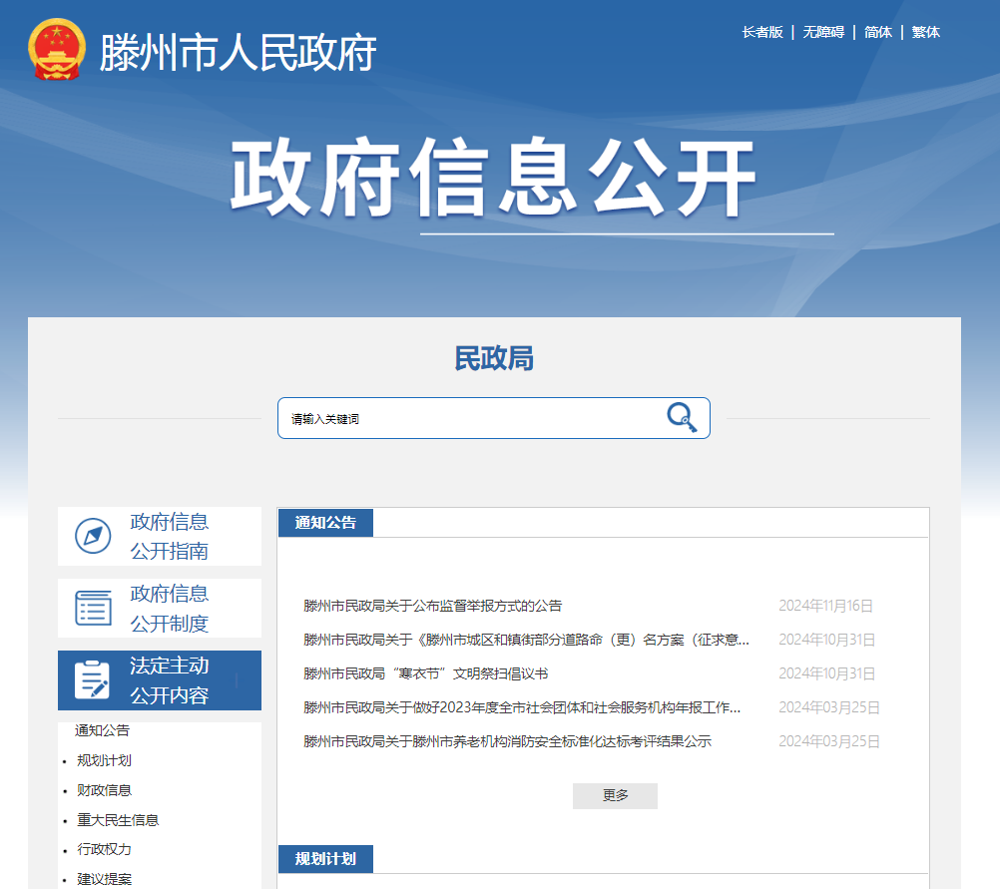 滕州市人民政府
长者版 | 无障碍 | 简体 | 繁体
政府信息公开
民政局
请输入关键词
政府信息
公开指南
政府信息
公开制度
法定主动
公开内容
通知公告
• 规划计划
• 财政信息
• 重大民生信息
• 行政权力
• 建议提案
通知公告
滕州市民政局关于公布监督举报方式的公告 2024年11月16日
滕州市民政局关于《滕州市城区和镇街部分道路命（更）名方案（征求意... 2024年10月31日
滕州市民政局“寒衣节”文明祭扫倡议书 2024年10月31日
滕州市民政局关于做好2023年度全市社会团体和社会服务机构年报工作... 2024年03月25日
滕州市民政局关于滕州市养老机构消防安全标准化达标考评结果公示 2024年03月25日
更多
规划计划